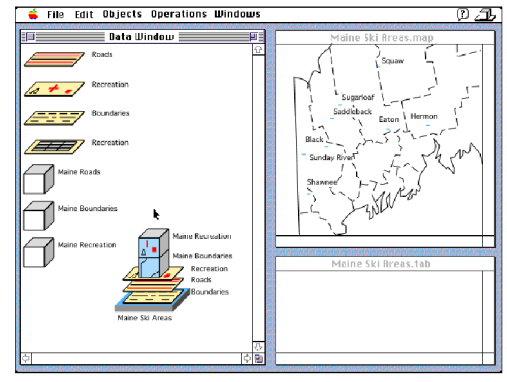 File Edit Objects Operations Windows
Data Window
Roads
Recreation
Boundaries
Recreation
Maine Roads
Maine Boundaries
Maine Recreation
Maine Recreation
Maine Boundaries
Recreation
Roads
Boundaries
Maine Ski Areas
Maine Ski Areas.map
Squaw
Sugarloaf
Saddleback
Eaton Hermon
Black
Sunday River
Shawnee
Maine Ski Areas.tab